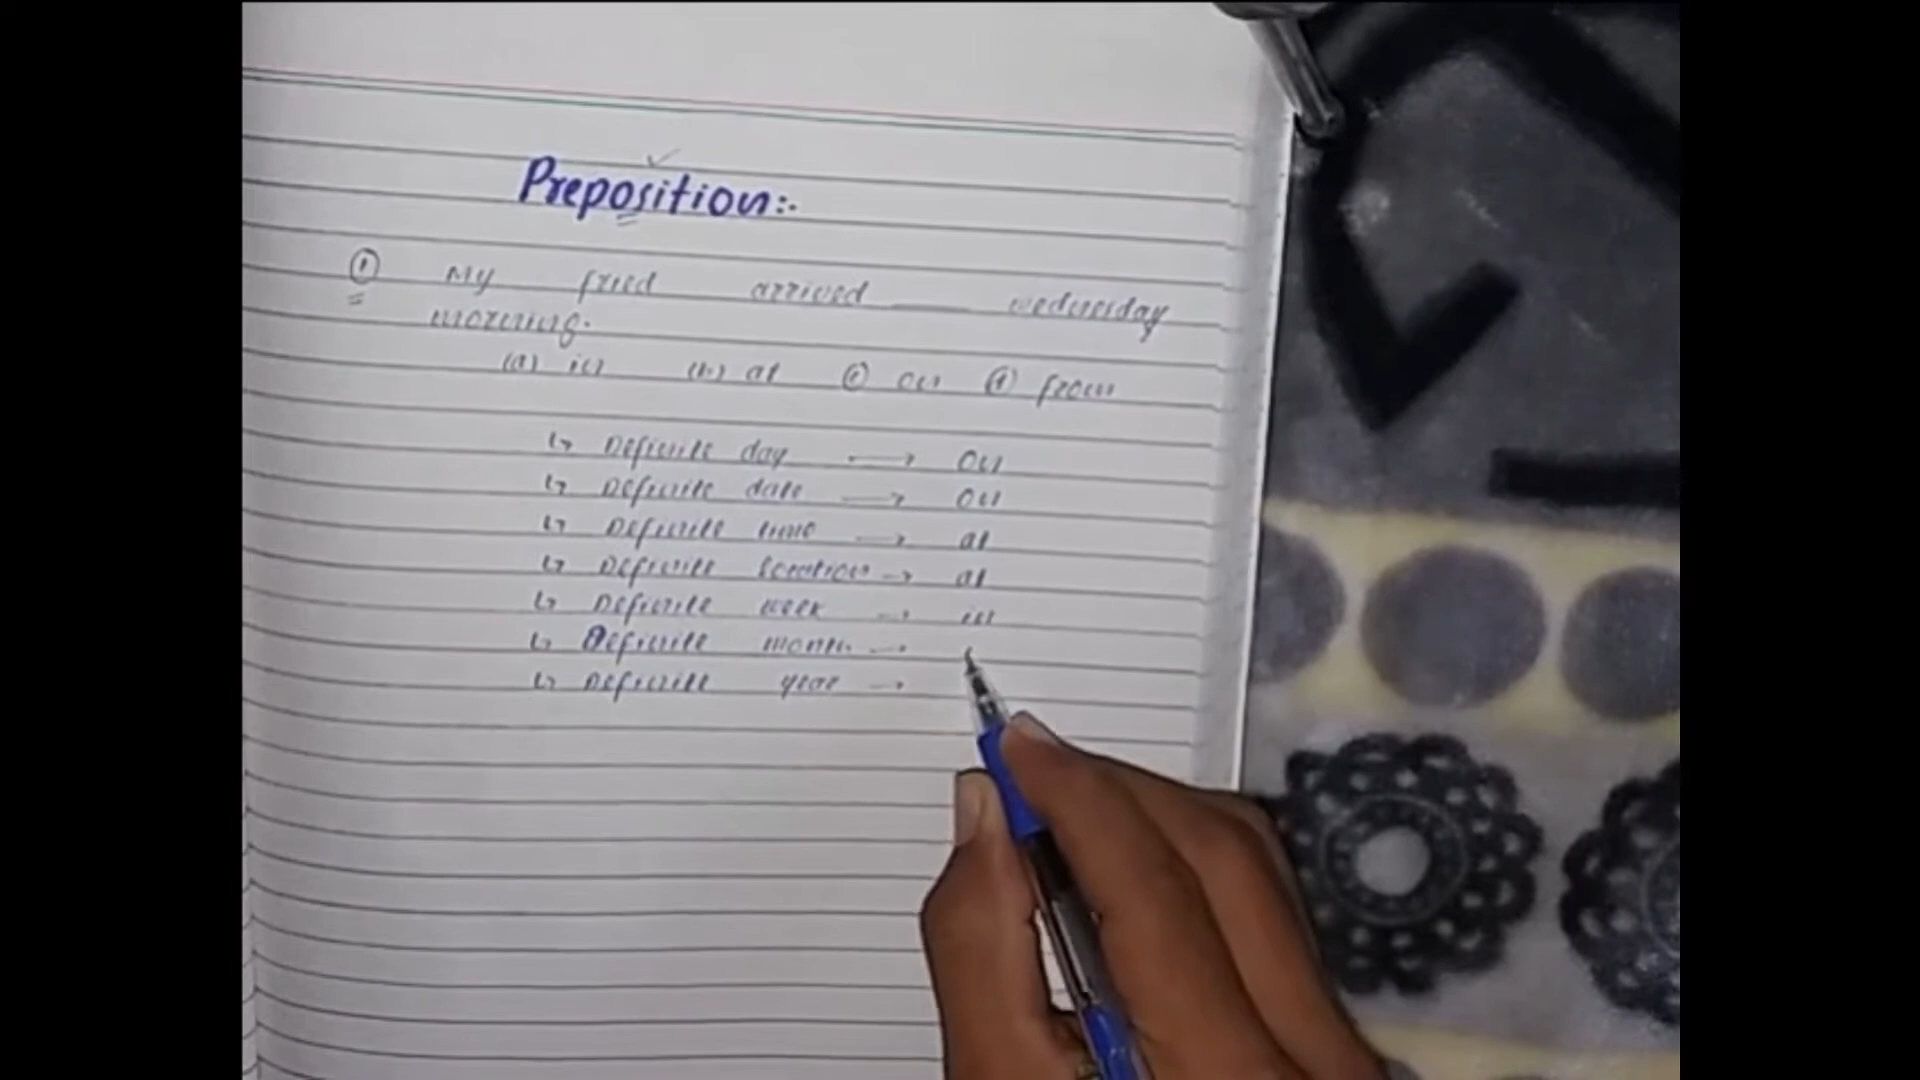 Preposition:-
① My fried arrived ____ wednesday
morning.
(a) in (b) at (c) on (d) from
↳ Definite day → on
↳ Definite date → on
↳ Definite time → at
↳ Definite location → at
↳ Definite week → in
↳ Definite month →
↳ Definite year →